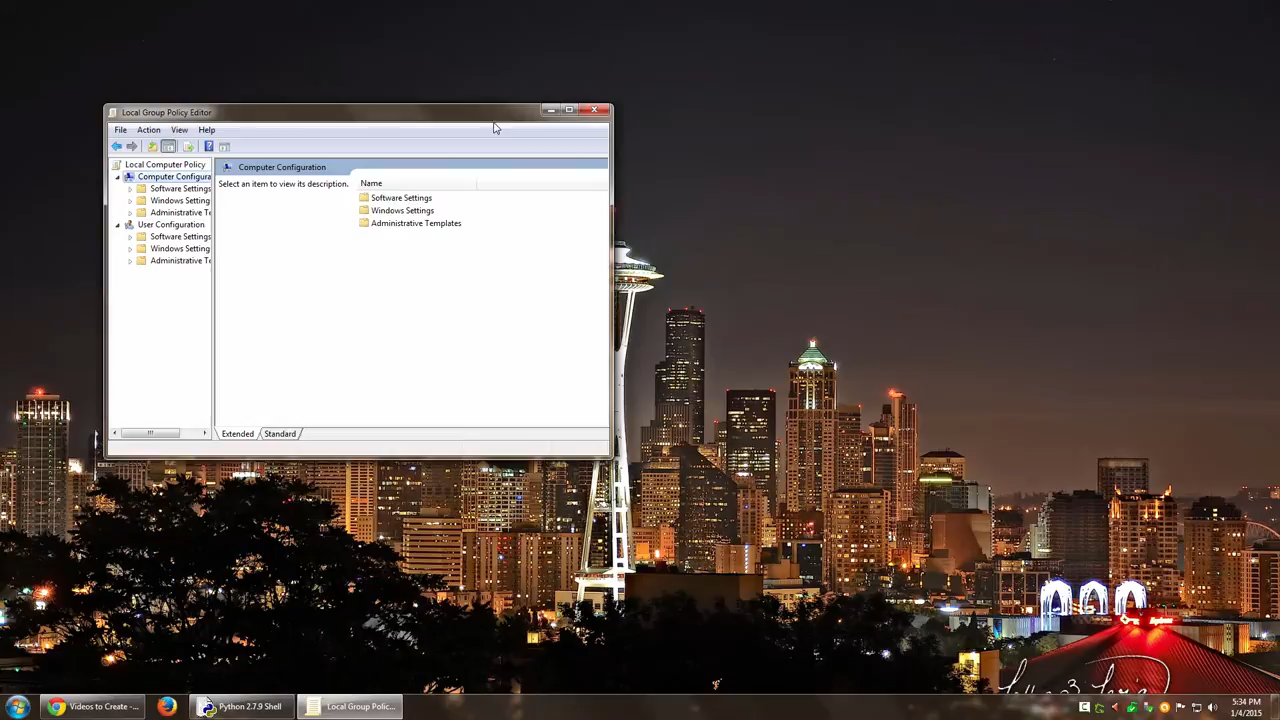 Local Group Policy Editor
File Action View Help
Local Computer Policy
Computer Configura
Software Settings
Windows Setting
Administrative Te
User Configuration
Software Settings
Windows Setting
Administrative Te
Computer Configuration
Select an item to view its description.
Name
Software Settings
Windows Settings
Administrative Templates
Extended Standard
Videos to Create -...
Python 2.7.9 Shell
Local Group Polic...
5:34 PM
1/4/2015